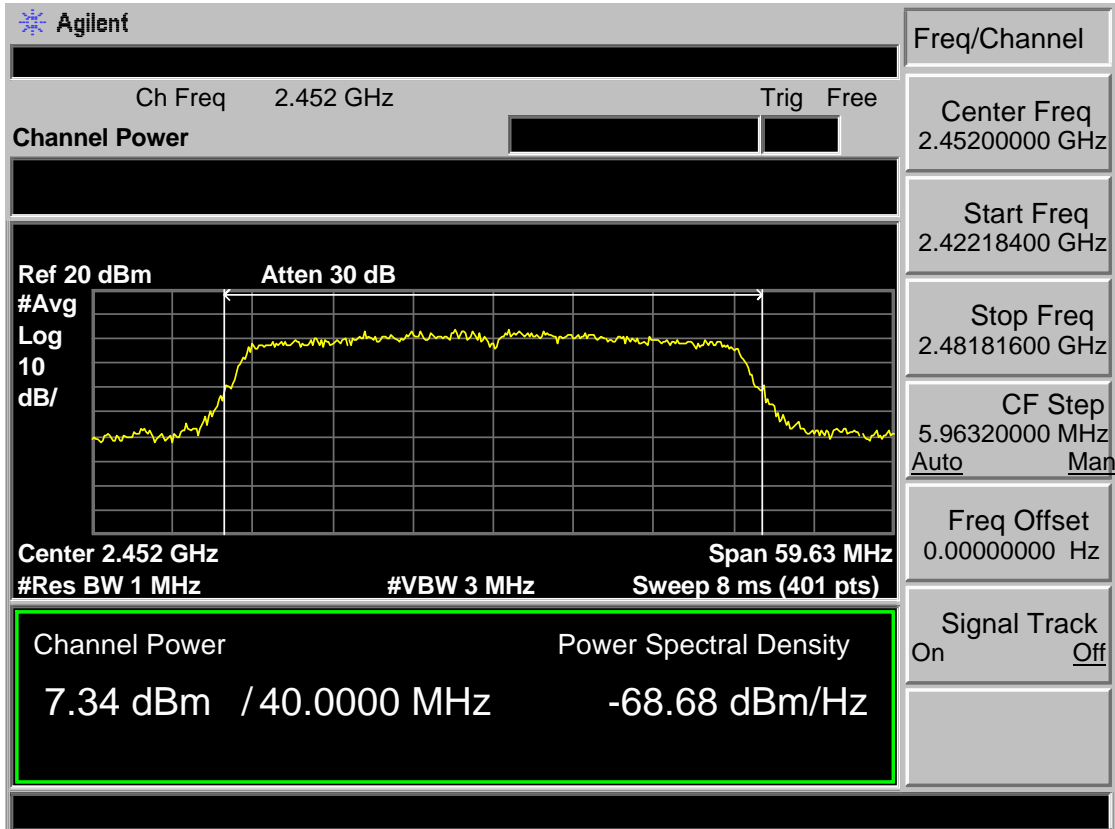 Agilent
Freq/Channel
Ch Freq 2.452 GHz Trig Free
Channel Power
Center Freq
2.45200000 GHz
Start Freq
2.42218400 GHz
Stop Freq
2.48181600 GHz
CF Step
5.96320000 MHz
Auto Man
Freq Offset
0.00000000 Hz
Signal Track
On Off
Ref 20 dBm Atten 30 dB
#Avg
Log
10
dB/
Center 2.452 GHz Span 59.63 MHz
#Res BW 1 MHz #VBW 3 MHz Sweep 8 ms (401 pts)
Channel Power Power Spectral Density
7.34 dBm / 40.0000 MHz -68.68 dBm/Hz